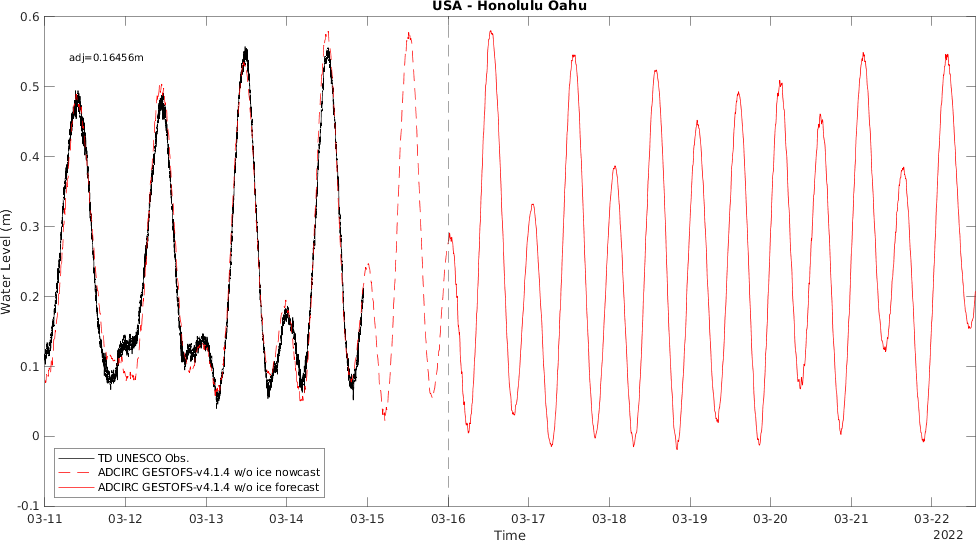 USA - Honolulu Oahu
adj=0.16456m
0.6
0.5
0.4
0.3
0.2
0.1
0
-0.1
Water Level (m)
TD UNESCO Obs.
ADCIRC GESTOFS-v4.1.4 w/o ice nowcast
ADCIRC GESTOFS-v4.1.4 w/o ice forecast
03-11 03-12 03-13 03-14 03-15 03-16 03-17 03-18 03-19 03-20 03-21 03-22
Time
2022